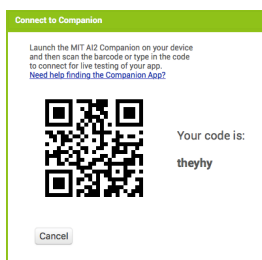 Connect to Companion
Launch the MIT AI2 Companion on your device
and then scan the barcode or type in the code
to connect for live testing of your app.
Need help finding the Companion App?
Your code is:
theyhy
Cancel